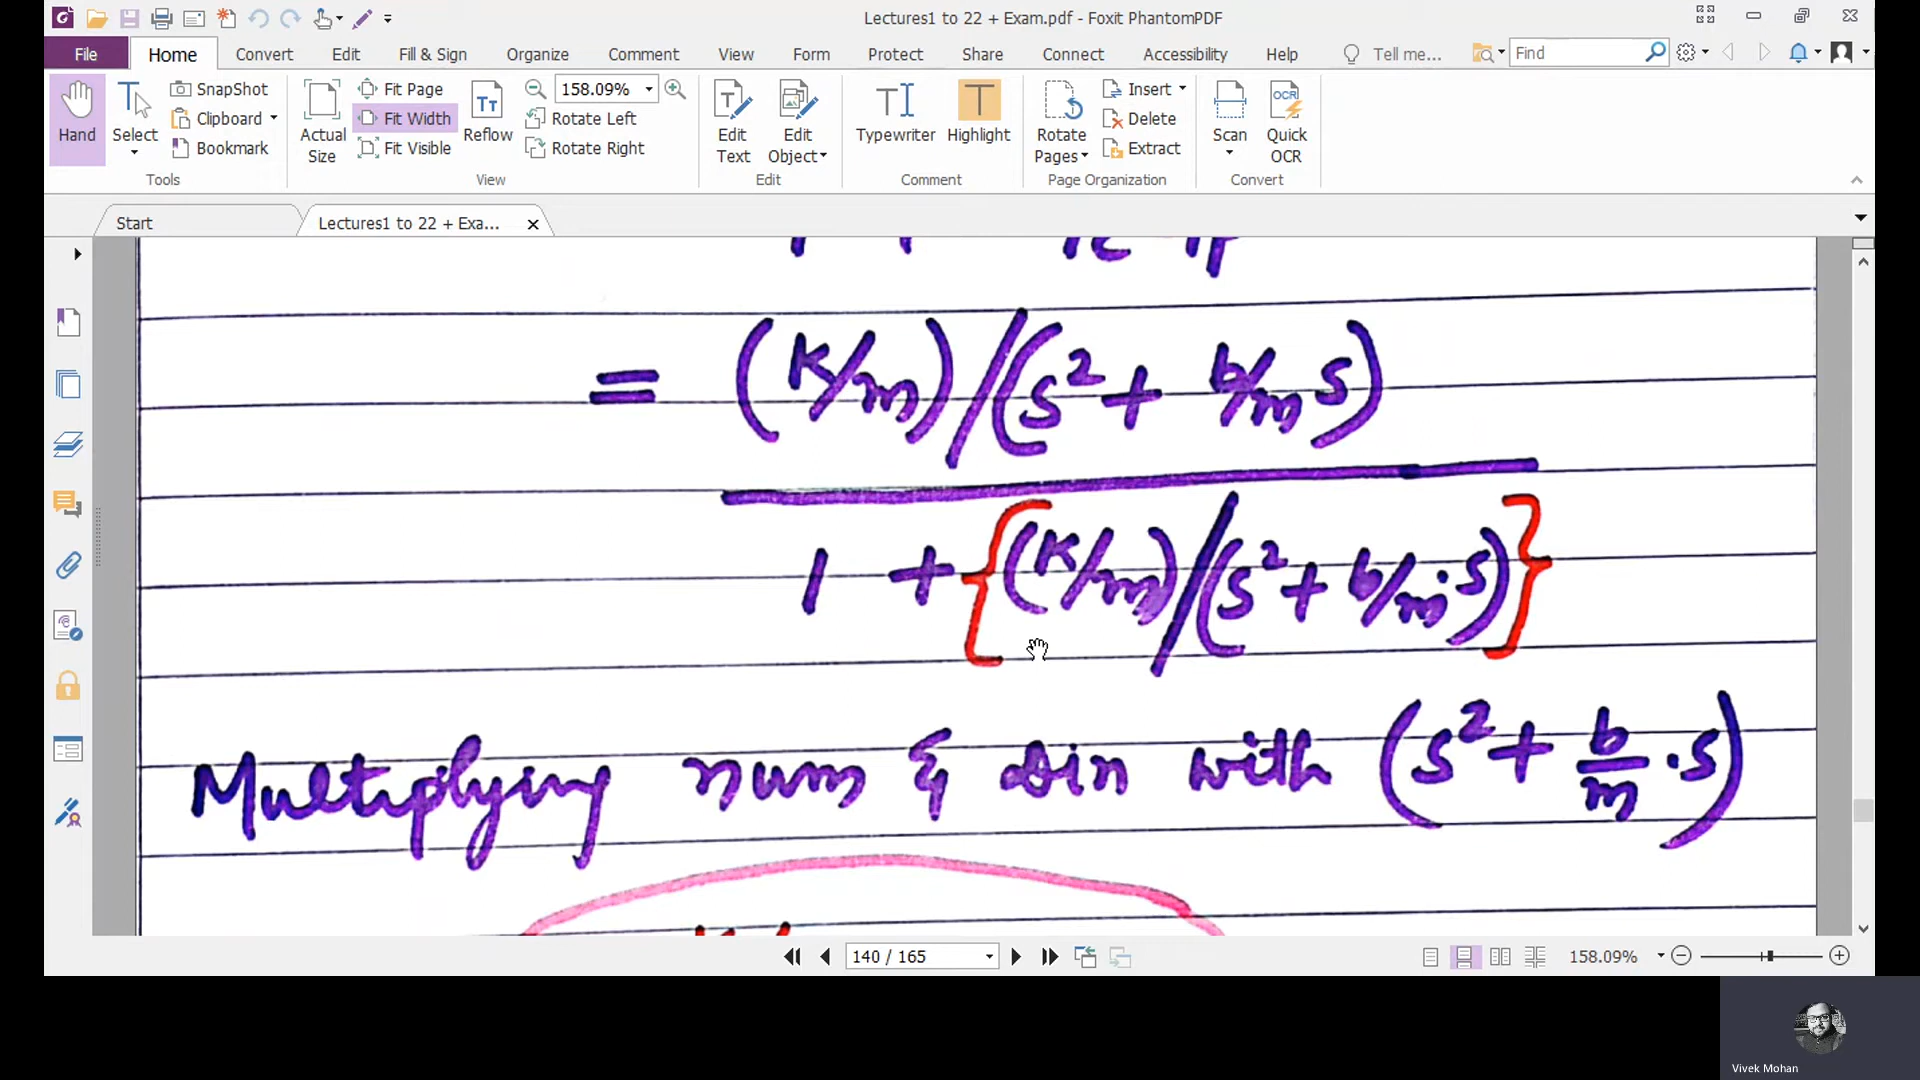 Lectures1 to 22 + Exam.pdf - Foxit PhantomPDF
File Home Convert Edit Fill & Sign Organize Comment View Form Protect Share Connect Accessibility Help Tell me... Find
Hand
Select
SnapShot
Clipboard
Bookmark
Tools
Actual Size
Fit Page
Fit Width
Fit Visible
Reflow
158.09%
Rotate Left
Rotate Right
View
Edit Text
Edit Object
Edit
Typewriter
Highlight
Comment
Rotate Pages
Insert
Delete
Extract
Page Organization
Scan
Quick OCR
Convert
Start
Lectures1 to 22 + Exa...
= (K/m)/(s² + b/m s)
1 + {(K/m)/(s² + b/m · s)}
Multiplying num & din with (s² + b/m · s)
140 / 165
158.09%
Vivek Mohan